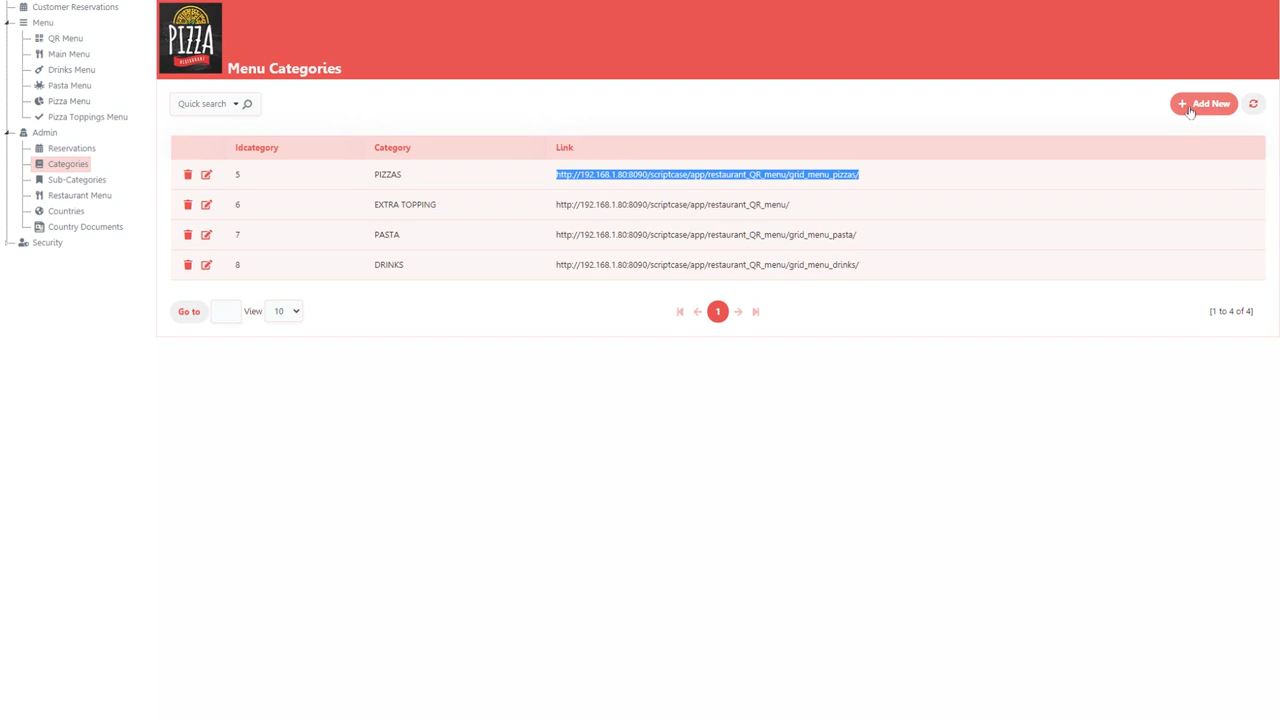 Customer Reservations
Menu
QR Menu
Main Menu
Drinks Menu
Pasta Menu
Pizza Menu
Pizza Toppings Menu
Admin
Reservations
Categories
Sub-Categories
Restaurant Menu
Countries
Country Documents
Security
PIZZA
RESTAURANT
Menu Categories
Quick search
Add New
idcategory Category Link
5 PIZZAS http://192.168.1.80:8090/scriptcase/app/restaurant_QR_menu/grid_menu_pizzas/
6 EXTRA TOPPING http://192.168.1.80:8090/scriptcase/app/restaurant_QR_menu/
7 PASTA http://192.168.1.80:8090/scriptcase/app/restaurant_QR_menu/grid_menu_pasta/
8 DRINKS http://192.168.1.80:8090/scriptcase/app/restaurant_QR_menu/grid_menu_drinks/
Go to View 10 1 [1 to 4 of 4]